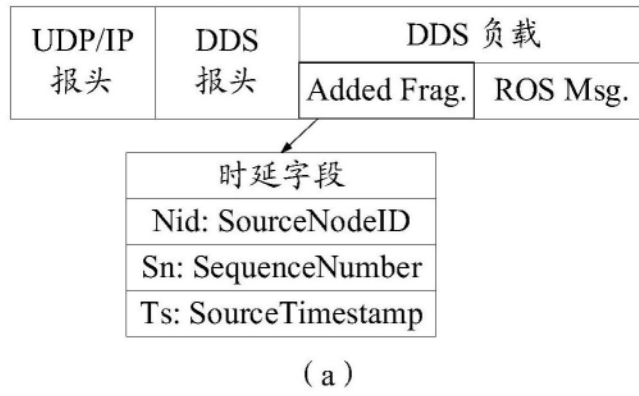 UDP/IP
报头
DDS
报头
DDS 负载
Added Frag.
ROS Msg.
时延字段
Nid: SourceNodeID
Sn: SequenceNumber
Ts: SourceTimestamp
(a)